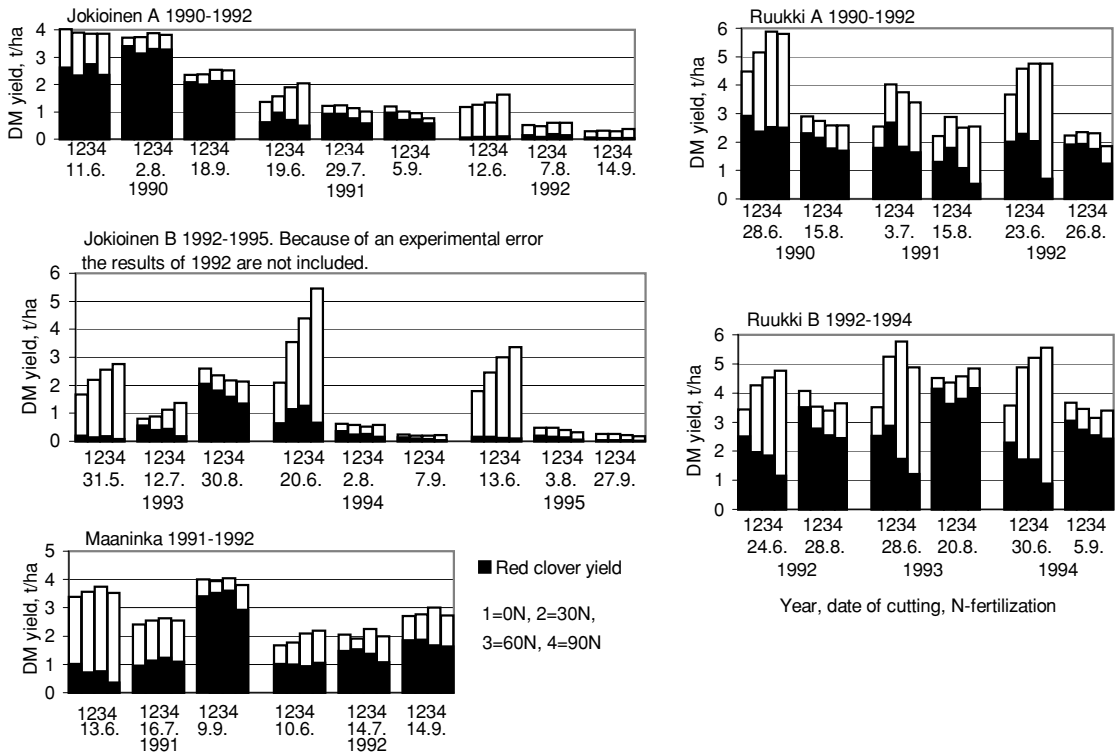 Jokioinen A 1990-1992
DM yield, t/ha
4
3
2
1
0
1234 1234 1234 1234 1234 1234 1234 1234 1234
11.6. 2.8. 18.9. 19.6. 29.7. 5.9. 12.6. 7.8. 14.9.
1990 1991 1992
Jokioinen B 1992-1995. Because of an experimental error
the results of 1992 are not included.
DM yield, t/ha
6
5
4
3
2
1
0
1234 1234 1234 1234 1234 1234 1234 1234 1234
31.5. 12.7. 30.8. 20.6. 2.8. 7.9. 13.6. 3.8. 27.9.
1993 1994 1995
Maaninka 1991-1992
DM yield, t/ha
5
4
3
2
1
0
1234 1234 1234 1234 1234 1234
13.6. 16.7. 9.9. 10.6. 14.7. 14.9.
1991 1992
Red clover yield
1=0N, 2=30N,
3=60N, 4=90N
Ruukki A 1990-1992
DM yield, t/ha
6
5
4
3
2
1
0
1234 1234 1234 1234 1234 1234
28.6. 15.8. 3.7. 15.8. 23.6. 26.8.
1990 1991 1992
Ruukki B 1992-1994
DM yield, t/ha
6
5
4
3
2
1
0
1234 1234 1234 1234 1234 1234
24.6. 28.8. 28.6. 20.8. 30.6. 5.9.
1992 1993 1994
Year, date of cutting, N-fertilization